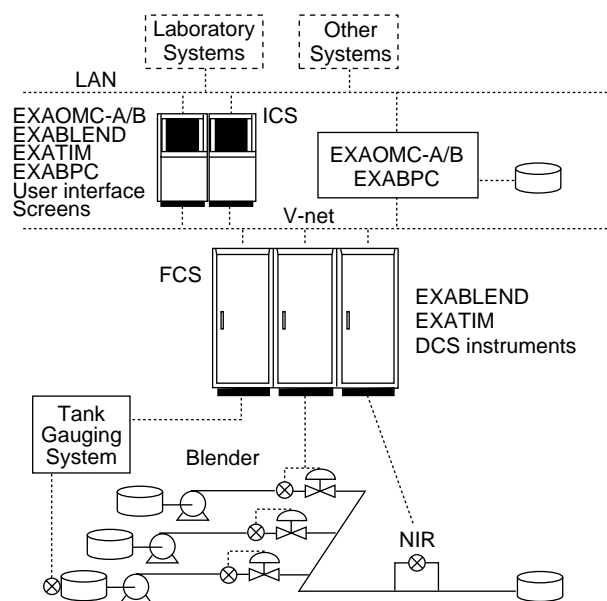 Laboratory
Systems
Other
Systems
LAN
EXAOMC-A/B
EXABLEND
EXATIM
EXABPC
User interface
Screens
ICS
EXAOMC-A/B
EXABPC
V-net
FCS
EXABLEND
EXATIM
DCS instruments
Tank
Gauging
System
Blender
NIR